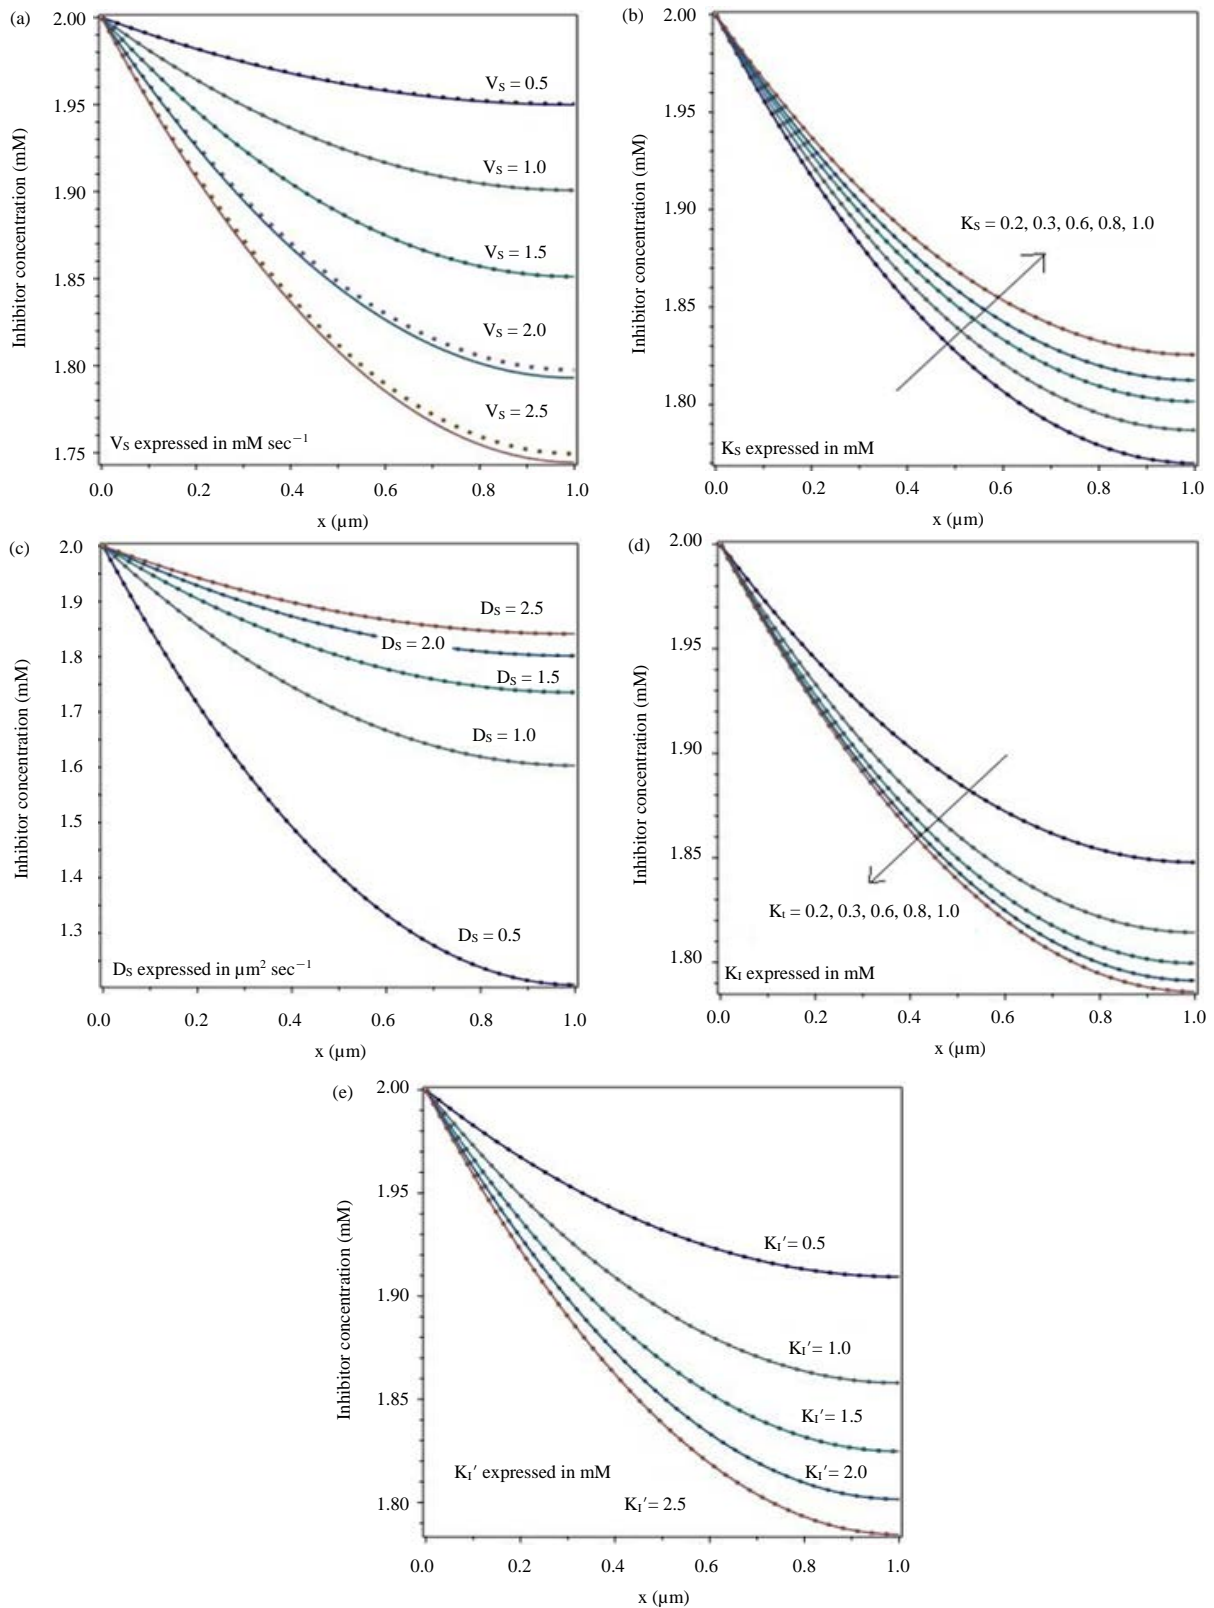 (a)
2.00
1.95
1.90
1.85
1.80
1.75
Inhibitor concentration (mM)
VS = 0.5
VS = 1.0
VS = 1.5
VS = 2.0
VS = 2.5
VS expressed in mM sec−1
0.0 0.2 0.4 0.6 0.8 1.0
x (µm)
(b)
2.00
1.95
1.90
1.85
1.80
Inhibitor concentration (mM)
KS = 0.2, 0.3, 0.6, 0.8, 1.0
KS expressed in mM
0.0 0.2 0.4 0.6 0.8 1.0
x (µm)
(c)
2.0
1.9
1.8
1.7
1.6
1.5
1.4
1.3
Inhibitor concentration (mM)
DS = 2.5
DS = 2.0
DS = 1.5
DS = 1.0
DS = 0.5
DS expressed in µm2 sec−1
0.0 0.2 0.4 0.6 0.8 1.0
x (µm)
(d)
2.00
1.95
1.90
1.85
1.80
Inhibitor concentration (mM)
KI = 0.2, 0.3, 0.6, 0.8, 1.0
KI expressed in mM
0.0 0.2 0.4 0.6 0.8 1.0
x (µm)
(e)
2.00
1.95
1.90
1.85
1.80
Inhibitor concentration (mM)
KI′= 0.5
KI′= 1.0
KI′= 1.5
KI′= 2.0
KI′ expressed in mM
KI′= 2.5
0.0 0.2 0.4 0.6 0.8 1.0
x (µm)